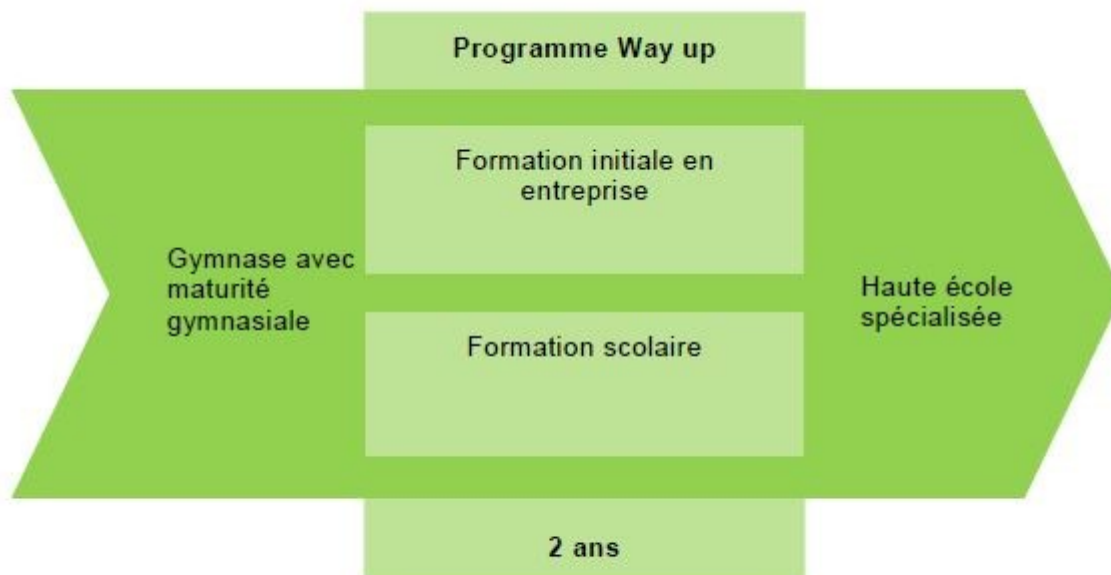 Programme Way up
Formation initiale en
entreprise
Gymnase avec
maturité
gymnasiale
Haute école
spécialisée
Formation scolaire
2 ans